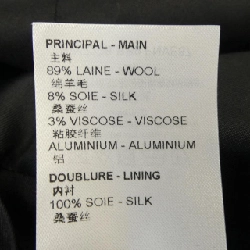 PRINCIPAL - MAIN
主料
89% LAINE - WOOL
绵羊毛
8% SOIE - SILK
桑蚕丝
3% VISCOSE - VISCOSE
粘胶纤维
ALUMINIUM - ALUMINIUM
铝
DOUBLURE - LINING
内衬
100% SOIE - SILK
桑蚕丝